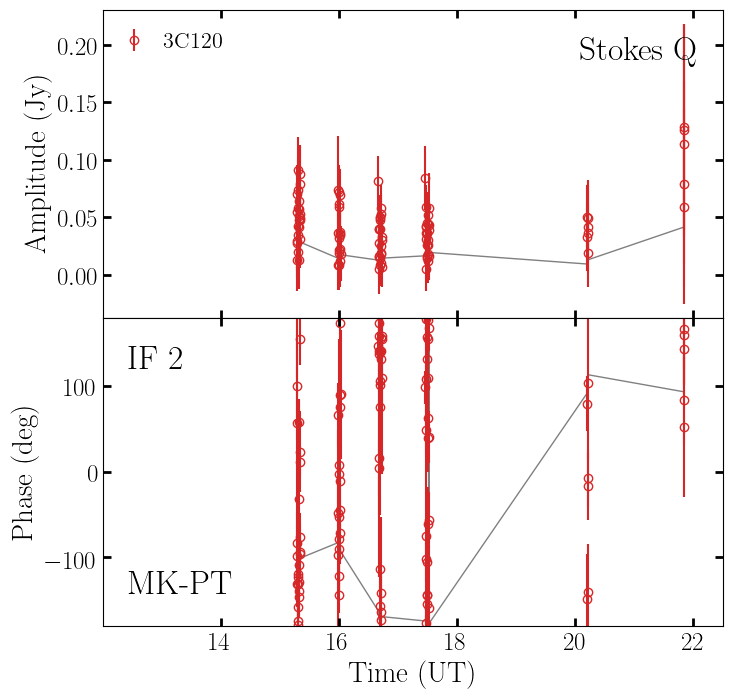 3C120
Stokes Q
0.20
0.15
0.10
0.05
0.00
Amplitude (Jy)
IF 2
100
0
−100
Phase (deg)
MK-PT
14 16 18 20 22
Time (UT)